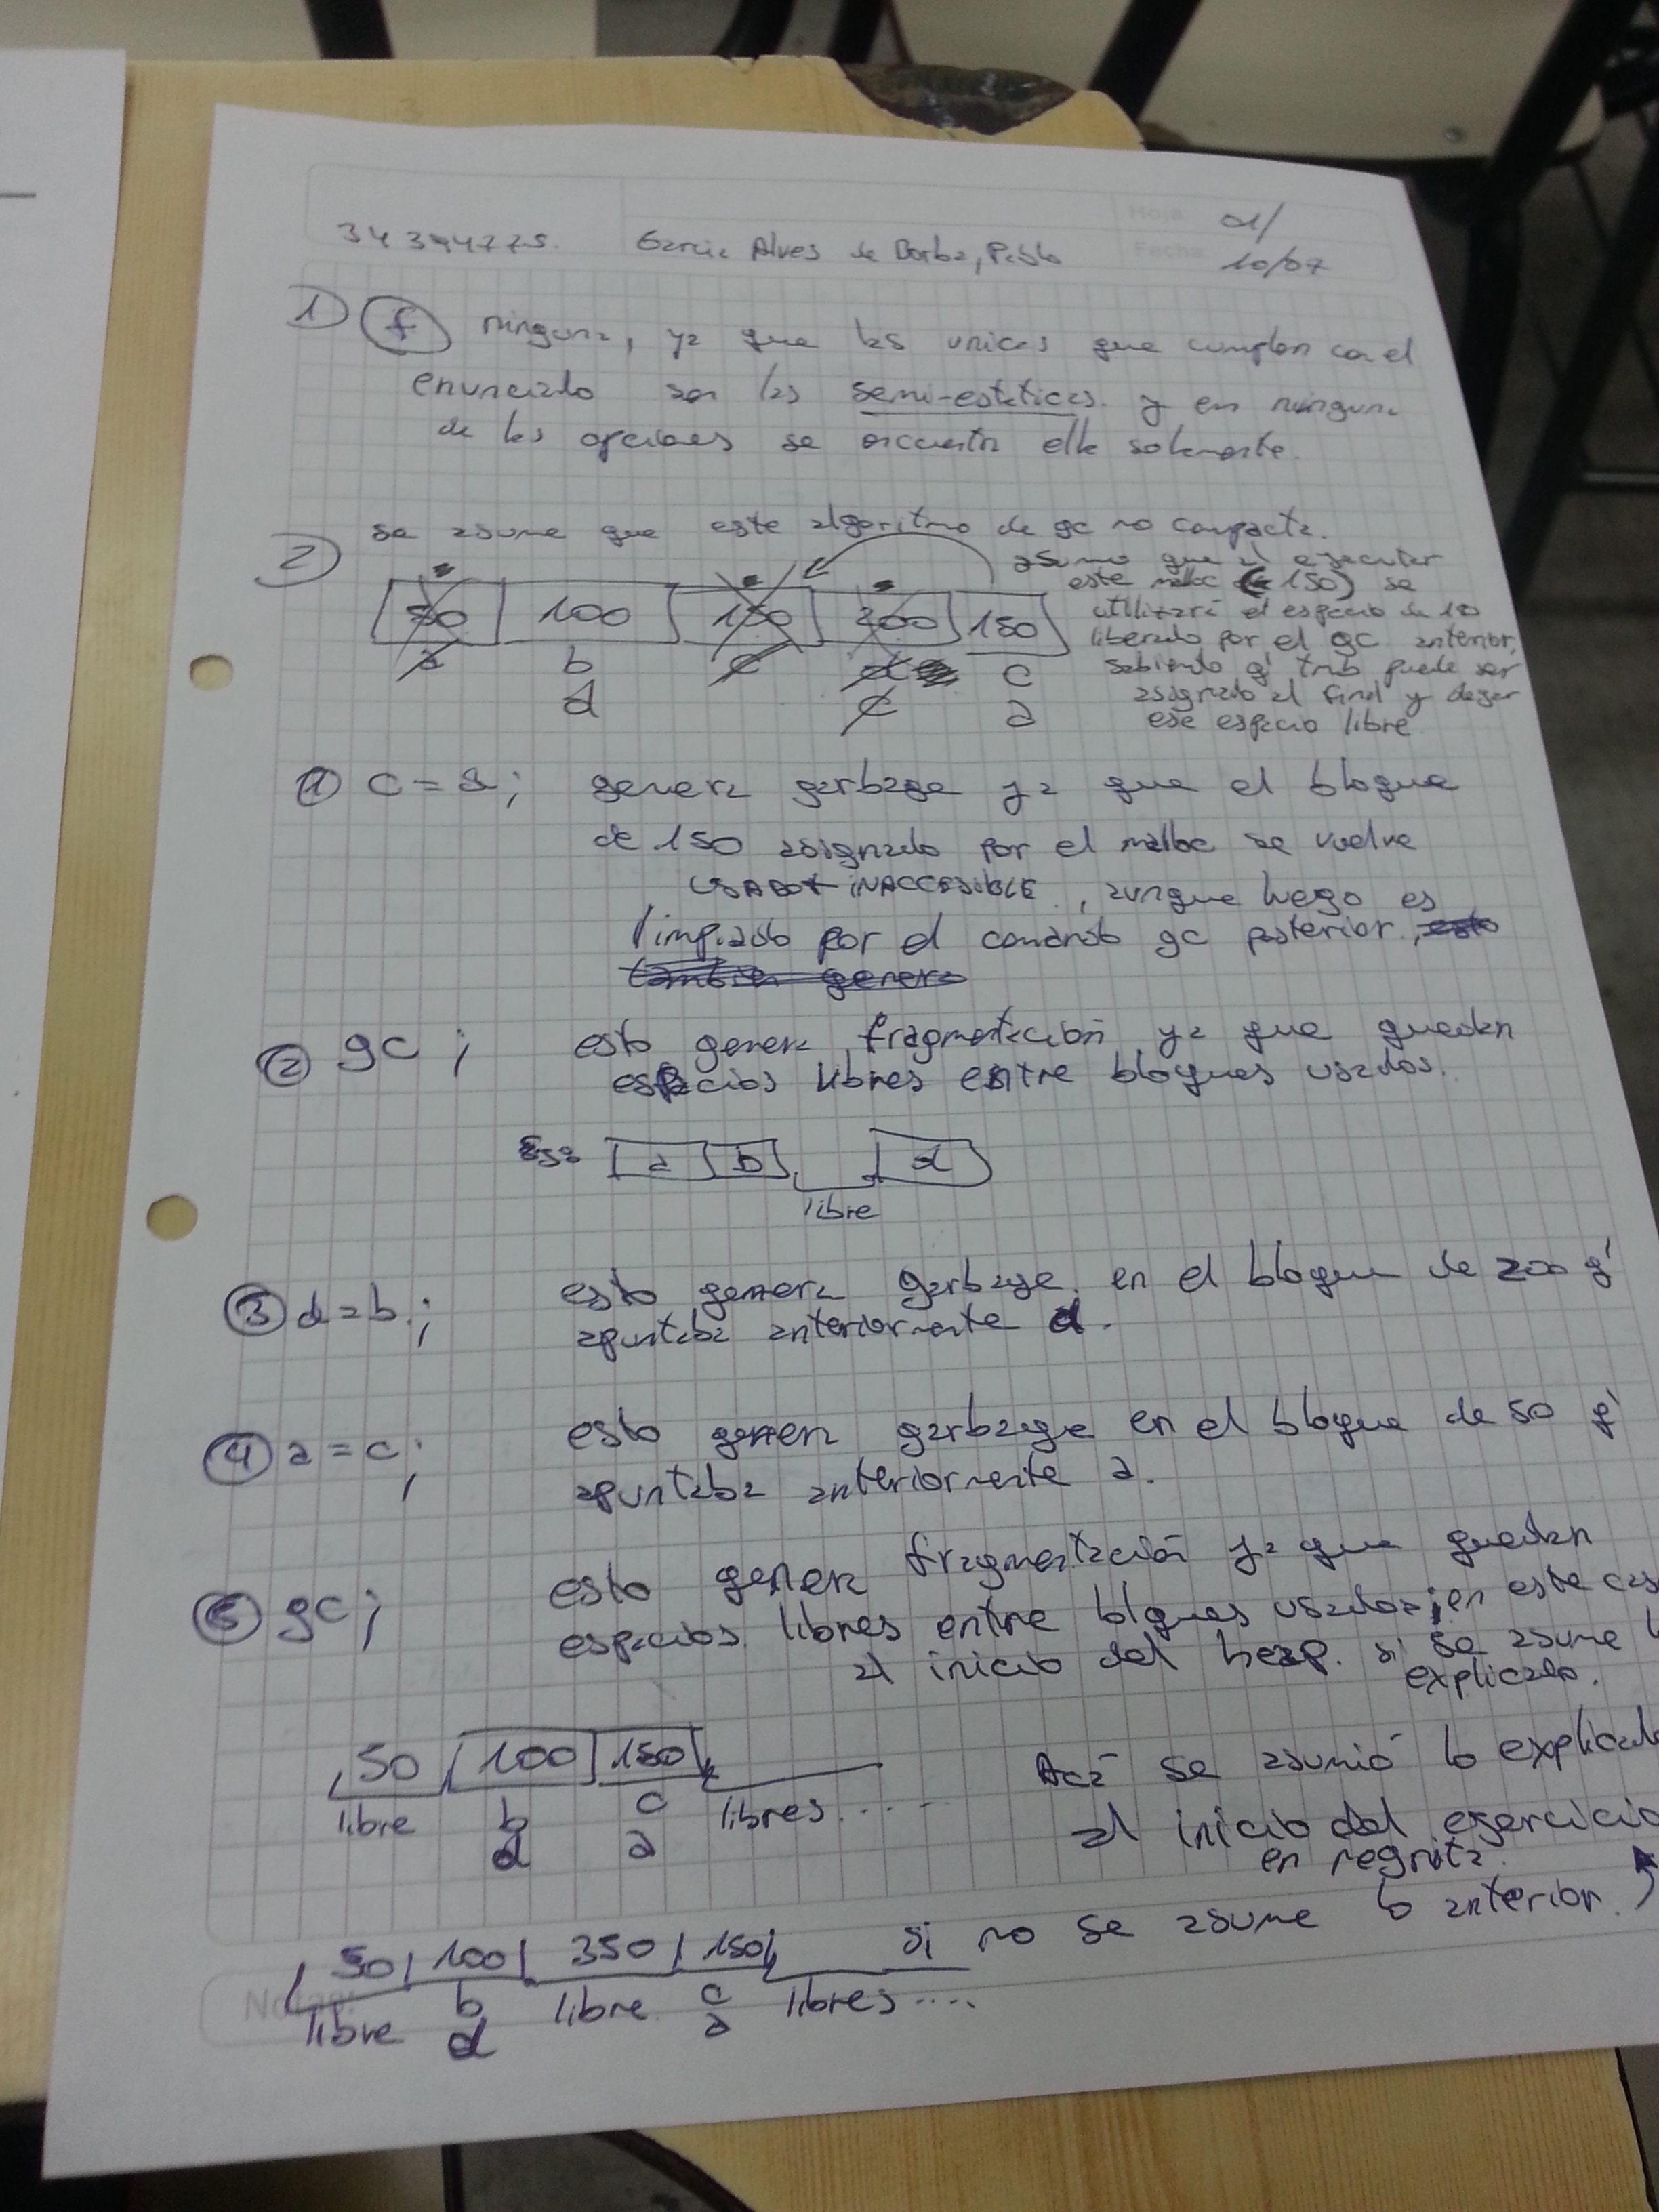 Hoja 01/
34394775. Garcia Alves de Borba, Pablo Fecha 10/07
1) f ninguna, ya que las unicas que cumplen con el
enunciado son las semi-estaticas. y en ninguna
de las opciones se encuentra ella solamente.
se asume que este algoritmo de gc no compacta.
2) asumo que al ejecutar
este malloc (150) se
50 100 150 200 150 utilizará el espacio de
liberado por el gc anterior,
a b c d c sabiendo q' tmb puede ser
asignado al final y dejar
d c a ese espacio libre
1 c = a; genera garbage ya que el bloque
de 150 asignado por el malloc se vuelve
USADO+INACCESIBLE, aunque luego es
limpiado por el comando gc posterior, esto
tambien genera
2 gc; esto genera fragmentación ya que quedan
espacios libres entre bloques usados.
a b d
libre
3 d=b; esto genera garbage en el bloque de 200 q'
apuntaba anteriormente d.
4 a=c; esto genera garbage en el bloque de 50 q'
apuntaba anteriormente a.
5 gc; esto genera fragmentación ya que quedan
espacios libres entre blques usados; en este cas
al inicio del heap. si se asume l
explicado.
50 100 150 Acá se asumió lo explicado
libre b c libres.... al inicio del ejercicio
d a en negrita.
50 100 350 150 si no se asume lo anterior.
Notas:
libre b libre c libres....
d a